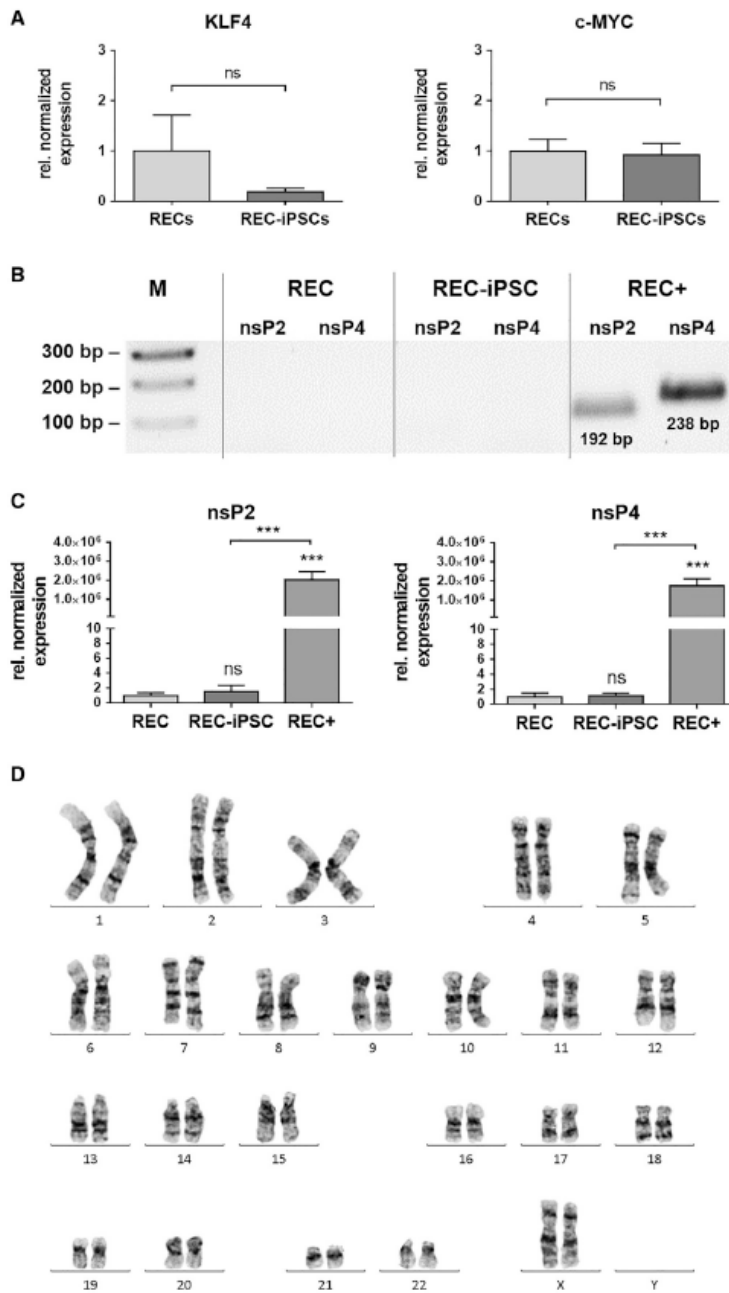 A
KLF4
c-MYC
rel. normalized expression
3
2
1
0
ns
RECs
REC-iPSCs
rel. normalized expression
3
2
1
0
ns
RECs
REC-iPSCs
B
M
REC
REC-iPSC
REC+
nsP2
nsP4
nsP2
nsP4
nsP2
nsP4
300 bp –
200 bp –
100 bp –
192 bp
238 bp
C
nsP2
rel. normalized expression
4.0×10⁶
3.0×10⁶
2.0×10⁶
1.0×10⁶
10
8
6
4
2
0
***
***
ns
REC
REC-iPSC
REC+
nsP4
rel. normalized expression
4.0×10⁶
3.0×10⁶
2.0×10⁶
1.0×10⁶
10
8
6
4
2
0
***
***
ns
REC
REC-iPSC
REC+
D
1
2
3
4
5
6
7
8
9
10
11
12
13
14
15
16
17
18
19
20
21
22
X
Y